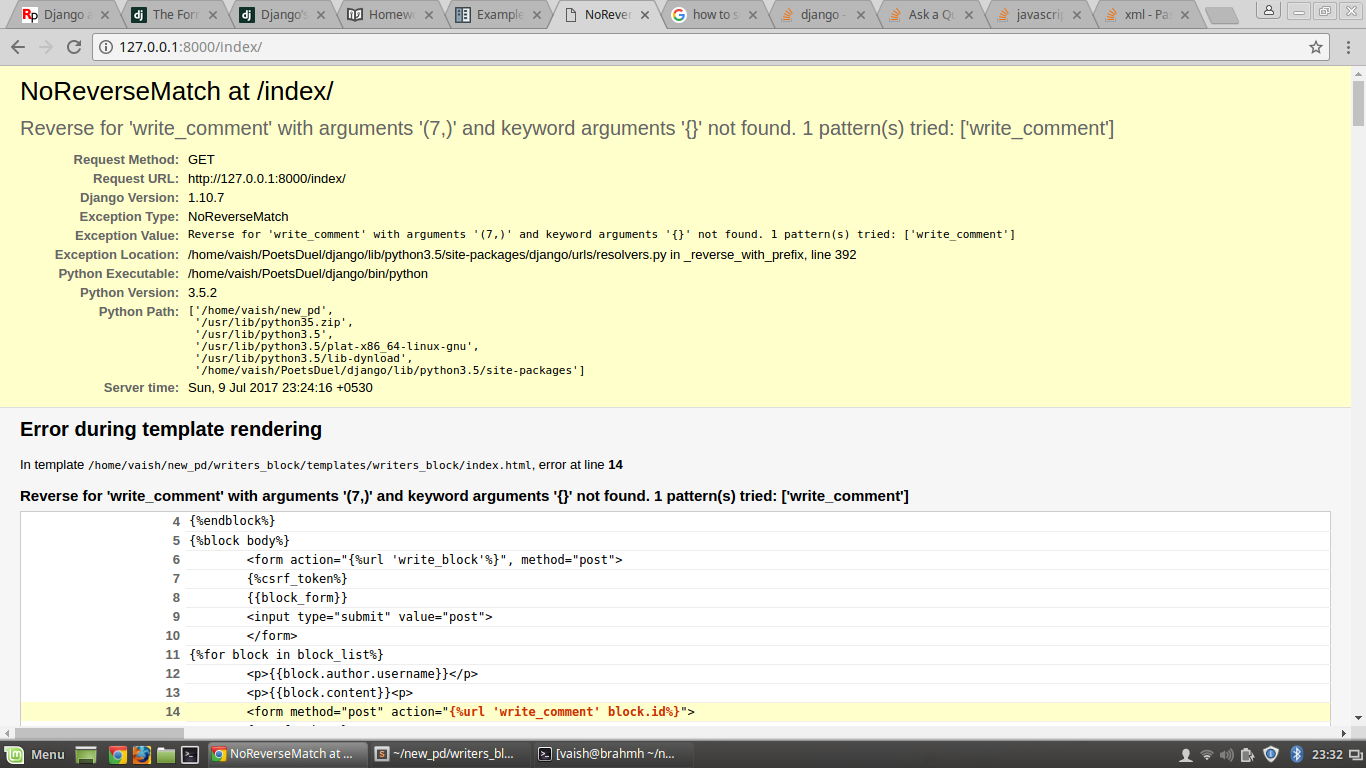 Django a
The For
Django's
Homew
Example
NoRever
how to s
django -
Ask a Qu
javascrip
xml - Pa
127.0.0.1:8000/index/
NoReverseMatch at /index/
Reverse for 'write_comment' with arguments '(7,)' and keyword arguments '{}' not found. 1 pattern(s) tried: ['write_comment']
Request Method: GET
Request URL: http://127.0.0.1:8000/index/
Django Version: 1.10.7
Exception Type: NoReverseMatch
Exception Value: Reverse for 'write_comment' with arguments '(7,)' and keyword arguments '{}' not found. 1 pattern(s) tried: ['write_comment']
Exception Location: /home/vaish/PoetsDuel/django/lib/python3.5/site-packages/django/urls/resolvers.py in _reverse_with_prefix, line 392
Python Executable: /home/vaish/PoetsDuel/django/bin/python
Python Version: 3.5.2
Python Path: ['/home/vaish/new_pd',
'/usr/lib/python35.zip',
'/usr/lib/python3.5',
'/usr/lib/python3.5/plat-x86_64-linux-gnu',
'/usr/lib/python3.5/lib-dynload',
'/home/vaish/PoetsDuel/django/lib/python3.5/site-packages']
Server time: Sun, 9 Jul 2017 23:24:16 +0530
Error during template rendering
In template /home/vaish/new_pd/writers_block/templates/writers_block/index.html, error at line 14
Reverse for 'write_comment' with arguments '(7,)' and keyword arguments '{}' not found. 1 pattern(s) tried: ['write_comment']
4 {%endblock%}
5 {%block body%}
6 <form action="{%url 'write_block'%}", method="post">
7 {%csrf_token%}
8 {{block_form}}
9 <input type="submit" value="post">
10 </form>
11 {%for block in block_list%}
12 <p>{{block.author.username}}</p>
13 <p>{{block.content}}<p>
14 <form method="post" action="{%url 'write_comment' block.id%}">
Menu
NoReverseMatch at ...
~/new_pd/writers_bl...
[vaish@brahmh ~/n...
23:32